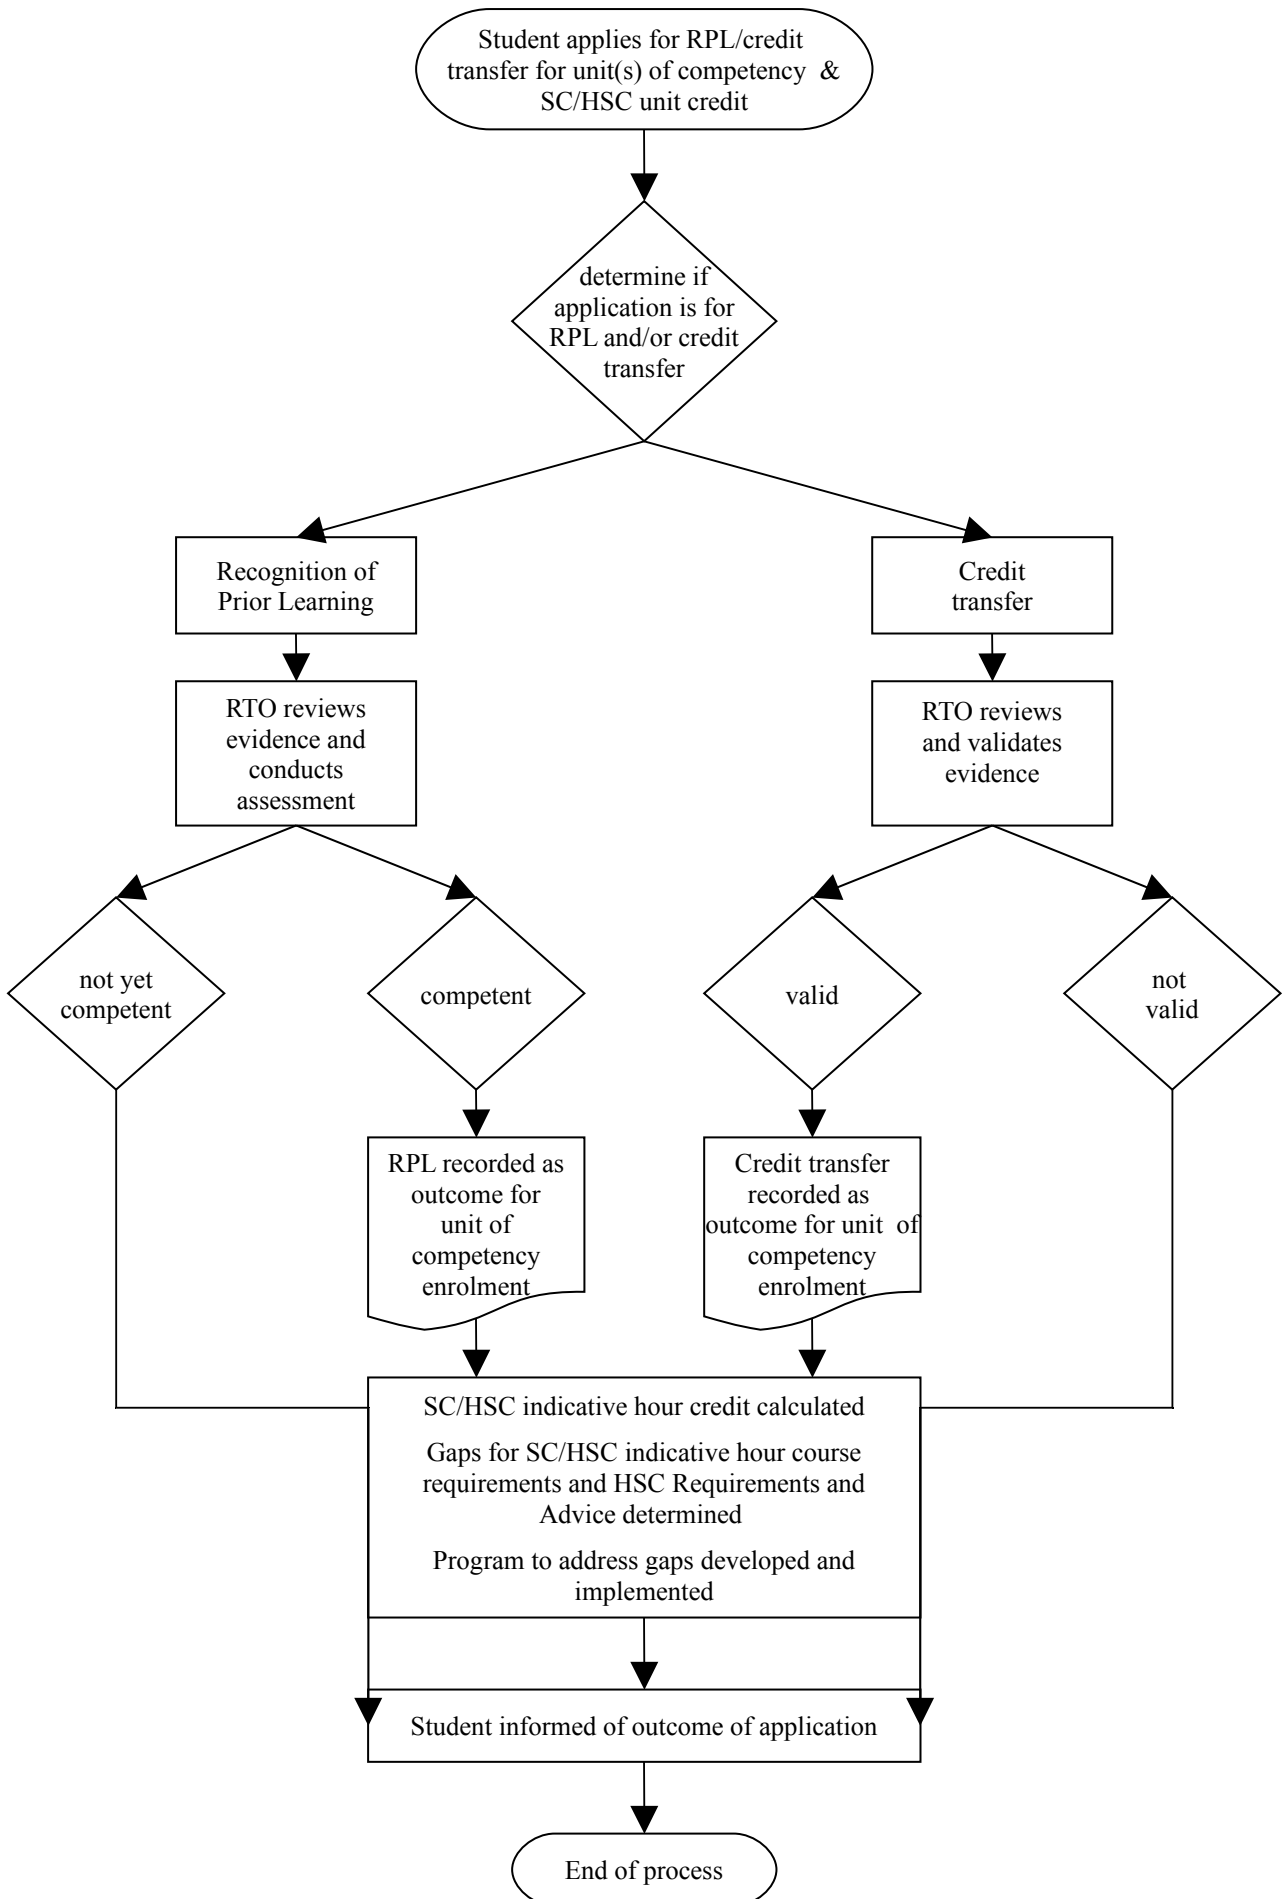 Student applies for RPL/credit
transfer for unit(s) of competency &
SC/HSC unit credit
determine if
application is for
RPL and/or credit
transfer
Recognition of
Prior Learning
Credit
transfer
RTO reviews
evidence and
conducts
assessment
RTO reviews
and validates
evidence
not yet
competent
competent
valid
not
valid
RPL recorded as
outcome for
unit of
competency
enrolment
Credit transfer
recorded as
outcome for unit of
competency
enrolment
SC/HSC indicative hour credit calculated
Gaps for SC/HSC indicative hour course
requirements and HSC Requirements and
Advice determined
Program to address gaps developed and
implemented
Student informed of outcome of application
End of process